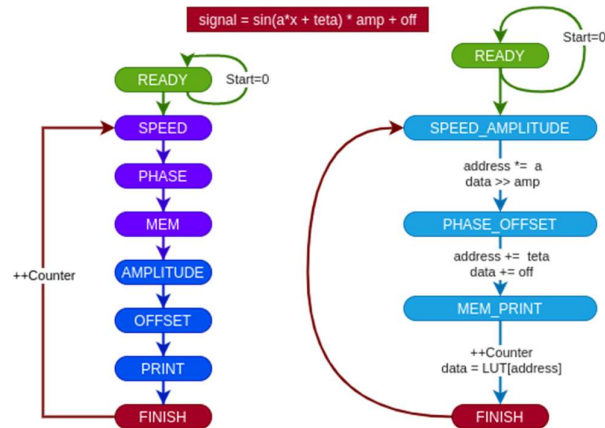 signal = sin(a*x + teta) * amp + off
READY
Start=0
SPEED
PHASE
MEM
++Counter
AMPLITUDE
OFFSET
PRINT
FINISH
READY
Start=0
SPEED_AMPLITUDE
address *= a
data >> amp
PHASE_OFFSET
address += teta
data += off
MEM_PRINT
++Counter
data = LUT[address]
FINISH